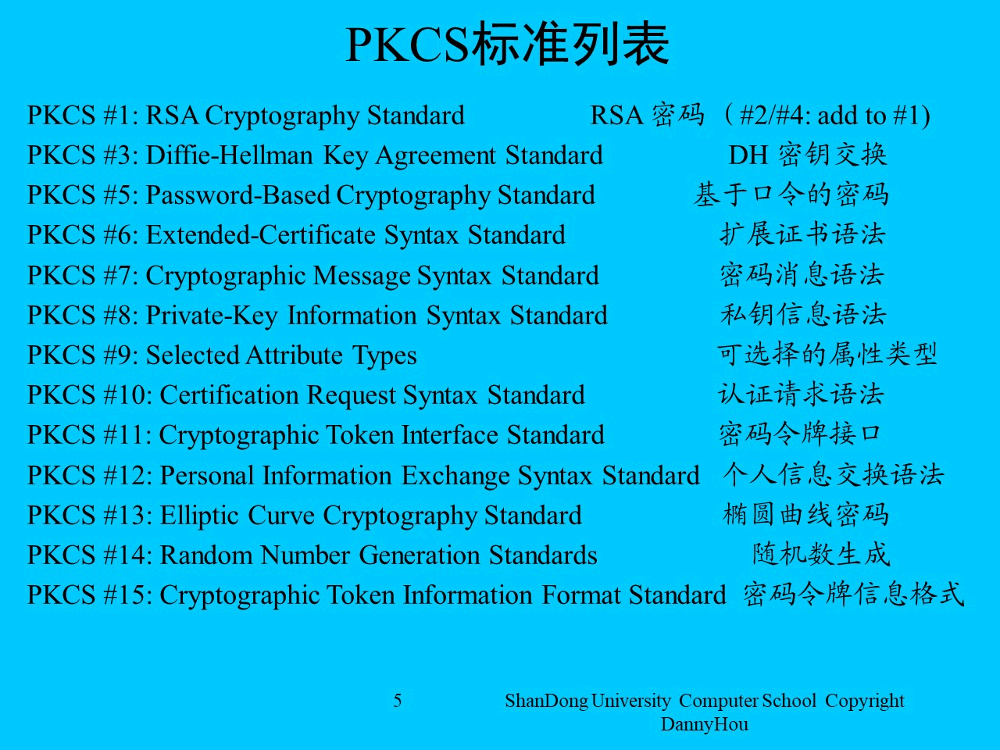 PKCS标准列表
PKCS #1: RSA Cryptography Standard RSA 密码（#2/#4: add to #1)
PKCS #3: Diffie-Hellman Key Agreement Standard DH 密钥交换
PKCS #5: Password-Based Cryptography Standard 基于口令的密码
PKCS #6: Extended-Certificate Syntax Standard 扩展证书语法
PKCS #7: Cryptographic Message Syntax Standard 密码消息语法
PKCS #8: Private-Key Information Syntax Standard 私钥信息语法
PKCS #9: Selected Attribute Types 可选择的属性类型
PKCS #10: Certification Request Syntax Standard 认证请求语法
PKCS #11: Cryptographic Token Interface Standard 密码令牌接口
PKCS #12: Personal Information Exchange Syntax Standard 个人信息交换语法
PKCS #13: Elliptic Curve Cryptography Standard 椭圆曲线密码
PKCS #14: Random Number Generation Standards 随机数生成
PKCS #15: Cryptographic Token Information Format Standard 密码令牌信息格式
5 ShanDong University Computer School Copyright
DannyHou